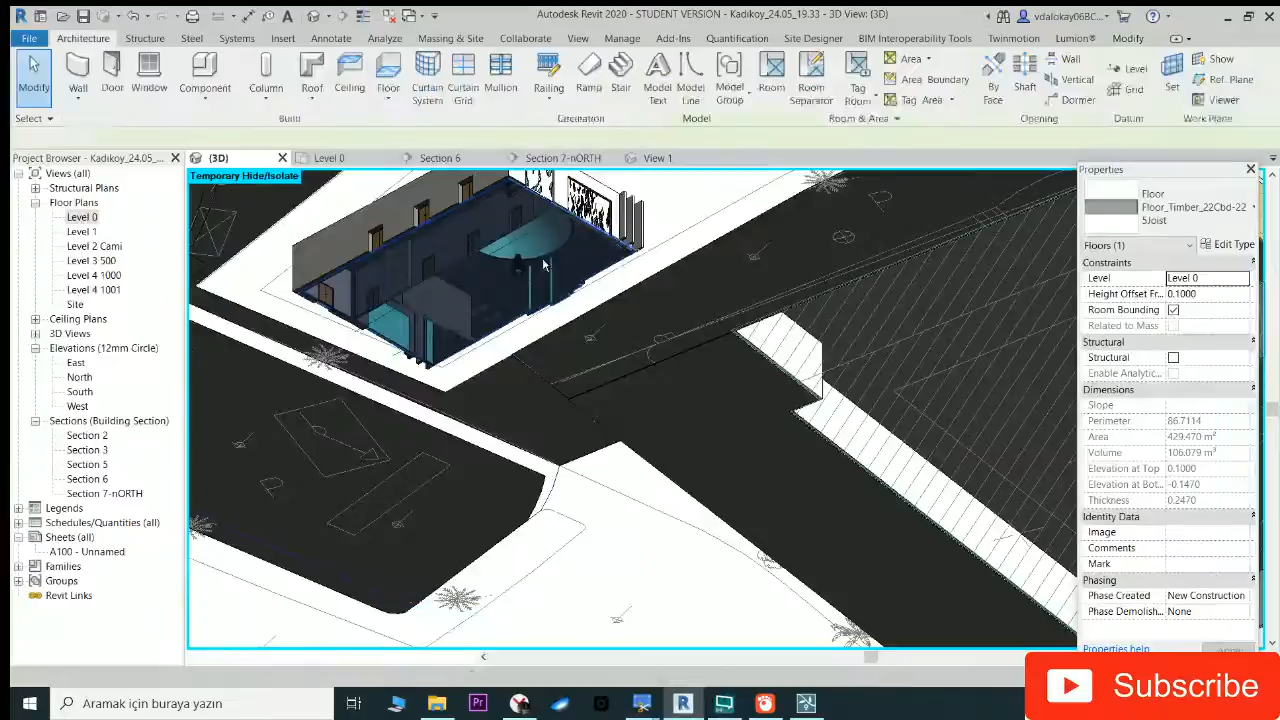 Autodesk Revit 2020 - STUDENT VERSION - Kadıkoy_24.05_19.33 - 3D View: {3D}
vdalokay06BC...
File Architecture Structure Steel Systems Insert Annotate Analyze Massing & Site Collaborate View Manage Add-Ins Quantification Site Designer BIM Interoperability Tools Twinmotion Lumion® Modify
Modify Wall Door Window Component Column Roof Ceiling Floor Curtain System Curtain Grid Mullion Railing Ramp Stair Model Text Model Line Model Group Room Room Separator Tag Room
Area
Area Boundary
Tag Area
By Face Shaft
Wall
Vertical
Dormer
Level
Grid
Set
Show
Ref Plane
Viewer
Select Build Circulation Model Room & Area Opening Datum Work Plane
Project Browser - Kadıkoy_24.05_...
{3D} Level 0 Section 6 Section 7-nORTH View 1
Temporary Hide/Isolate
Views (all)
Structural Plans
Floor Plans
Level 0
Level 1
Level 2 Cami
Level 3 500
Level 4 1000
Level 4 1001
Site
Ceiling Plans
3D Views
Elevations (12mm Circle)
East
North
South
West
Sections (Building Section)
Section 2
Section 3
Section 5
Section 6
Section 7-nORTH
Legends
Schedules/Quantities (all)
Sheets (all)
A100 - Unnamed
Families
Groups
Revit Links
Properties
Floor
Floor_Timber_22Cbd-22
5Joist
Floors (1) Edit Type
Constraints
Level Level 0
Height Offset Fr... 0.1000
Room Bounding
Related to Mass
Structural
Structural
Enable Analytic...
Dimensions
Slope
Perimeter 86.7114
Area 429.470 m²
Volume 106.079 m³
Elevation at Top 0.1000
Elevation at Bot... -0.1470
Thickness 0.2470
Identity Data
Image
Comments
Mark
Phasing
Phase Created New Construction
Phase Demolish... None
Properties help Apply
Subscribe
Aramak için buraya yazın